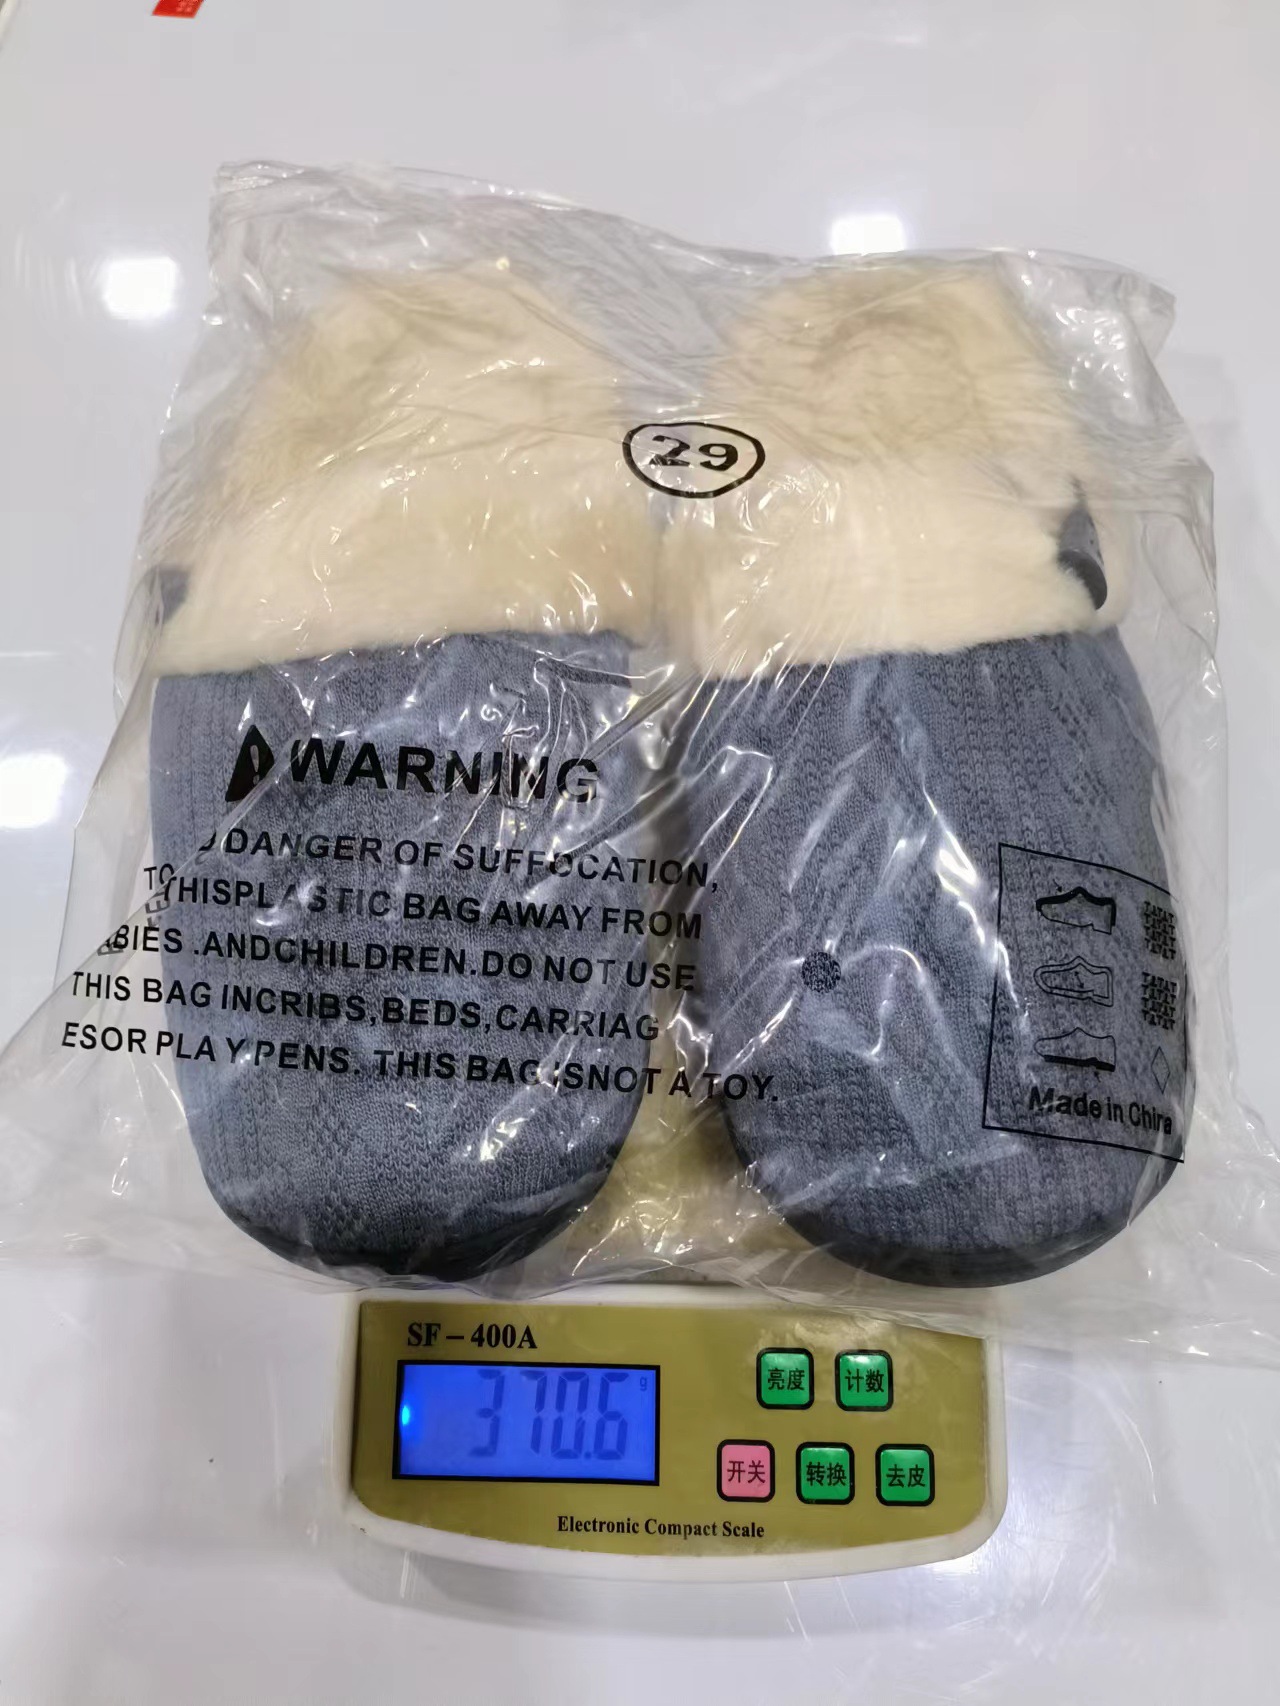 29
WARNING
DANGER OF SUFFOCATION,
TO
THISPLASTIC BAG AWAY FROM
BIES .ANDCHILDREN.DO NOT USE
THIS BAG INCRIBS,BEDS,CARRIAG
ESOR PLAY PENS. THIS BAG ISNOT A TOY.
Made in China
SF-400A
370.6 g
亮度 计数
开关 转换 去皮
Electronic Compact Scale